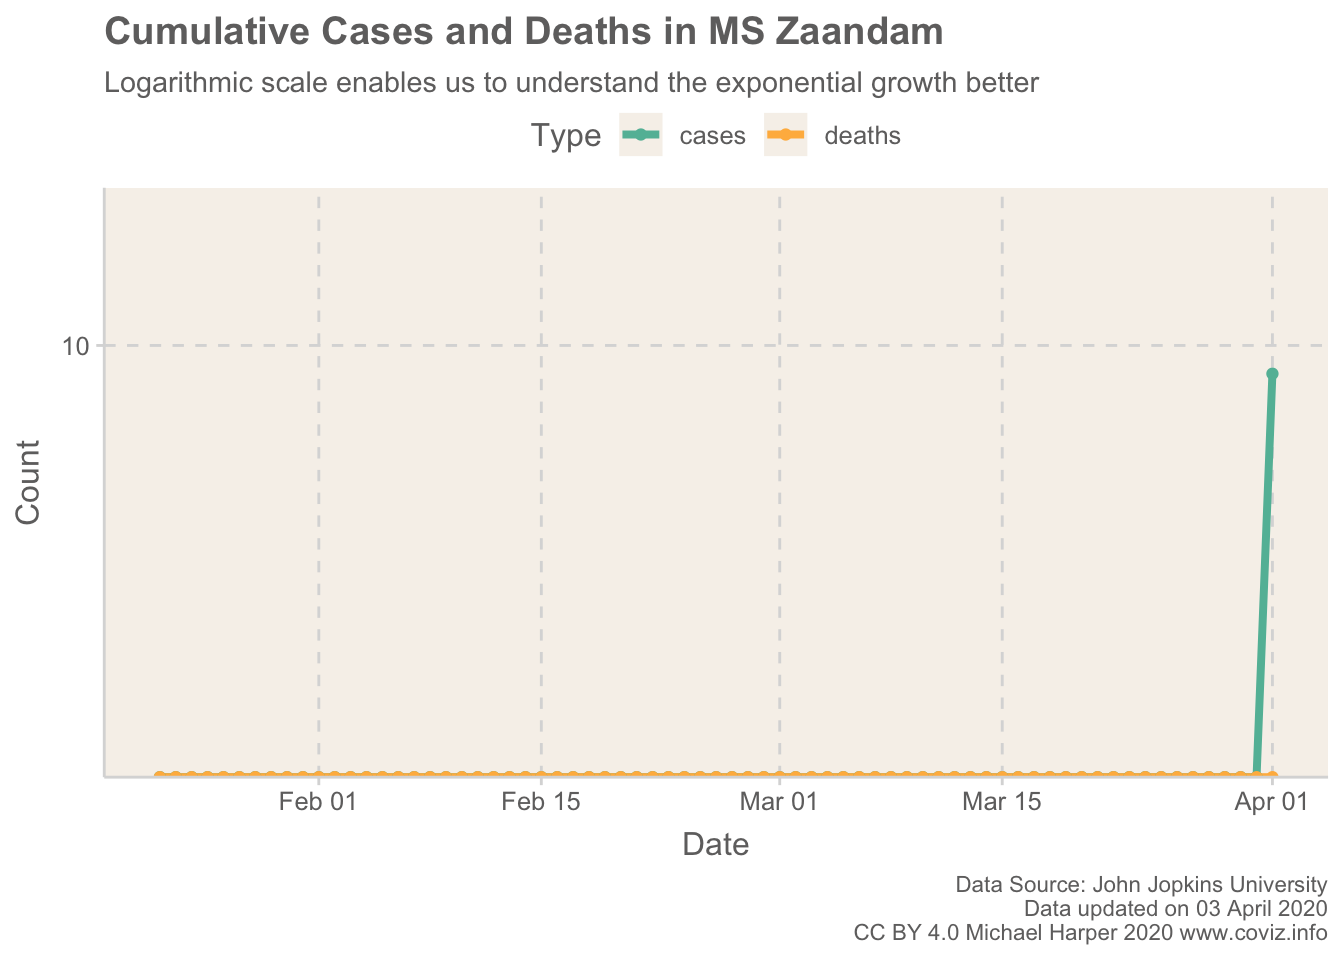 Cumulative Cases and Deaths in MS Zaandam
Logarithmic scale enables us to understand the exponential growth better
Type cases deaths
10
Count
Feb 01 Feb 15 Mar 01 Mar 15 Apr 01
Date
Data Source: John Jopkins University
Data updated on 03 April 2020
CC BY 4.0 Michael Harper 2020 www.coviz.info